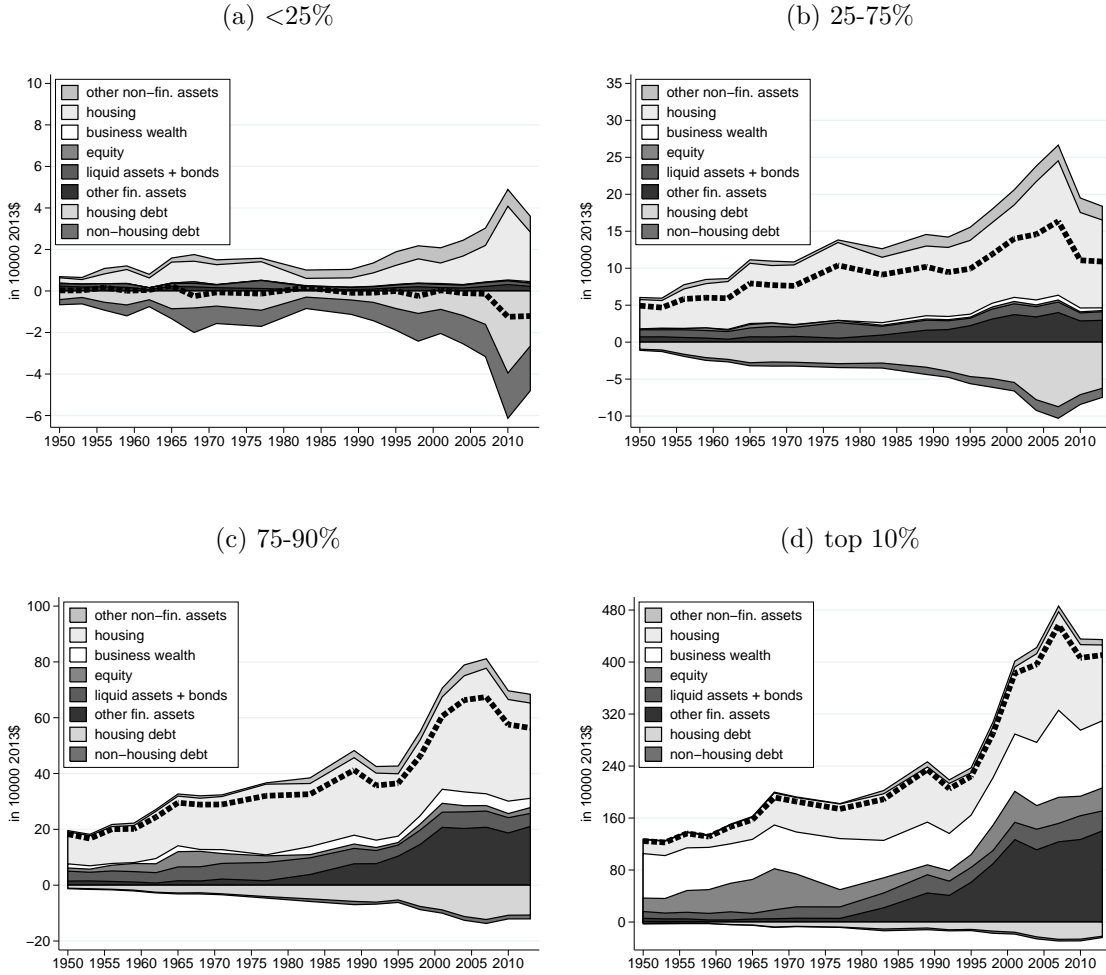 (a) <25%
10
8
6
4
2
0
−2
−4
−6
in 10000 2013$
other non−fin. assets
housing
business wealth
equity
liquid assets + bonds
other fin. assets
housing debt
non−housing debt
1950 1955 1960 1965 1970 1975 1980 1985 1990 1995 2000 2005 2010
(b) 25-75%
35
30
25
20
15
10
5
0
−5
−10
in 10000 2013$
other non−fin. assets
housing
business wealth
equity
liquid assets + bonds
other fin. assets
housing debt
non−housing debt
1950 1955 1960 1965 1970 1975 1980 1985 1990 1995 2000 2005 2010
(c) 75-90%
100
80
60
40
20
0
−20
in 10000 2013$
other non−fin. assets
housing
business wealth
equity
liquid assets + bonds
other fin. assets
housing debt
non−housing debt
1950 1955 1960 1965 1970 1975 1980 1985 1990 1995 2000 2005 2010
(d) top 10%
480
400
320
240
160
80
0
in 10000 2013$
other non−fin. assets
housing
business wealth
equity
liquid assets + bonds
other fin. assets
housing debt
non−housing debt
1950 1955 1960 1965 1970 1975 1980 1985 1990 1995 2000 2005 2010